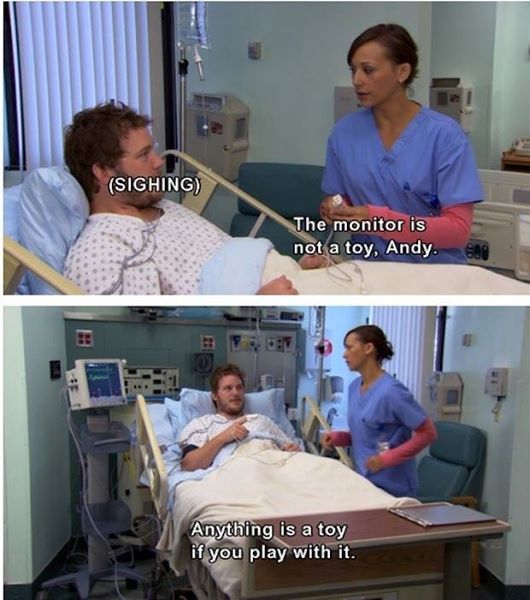 (SIGHING)
The monitor is
not a toy, Andy.
Anything is a toy
if you play with it.